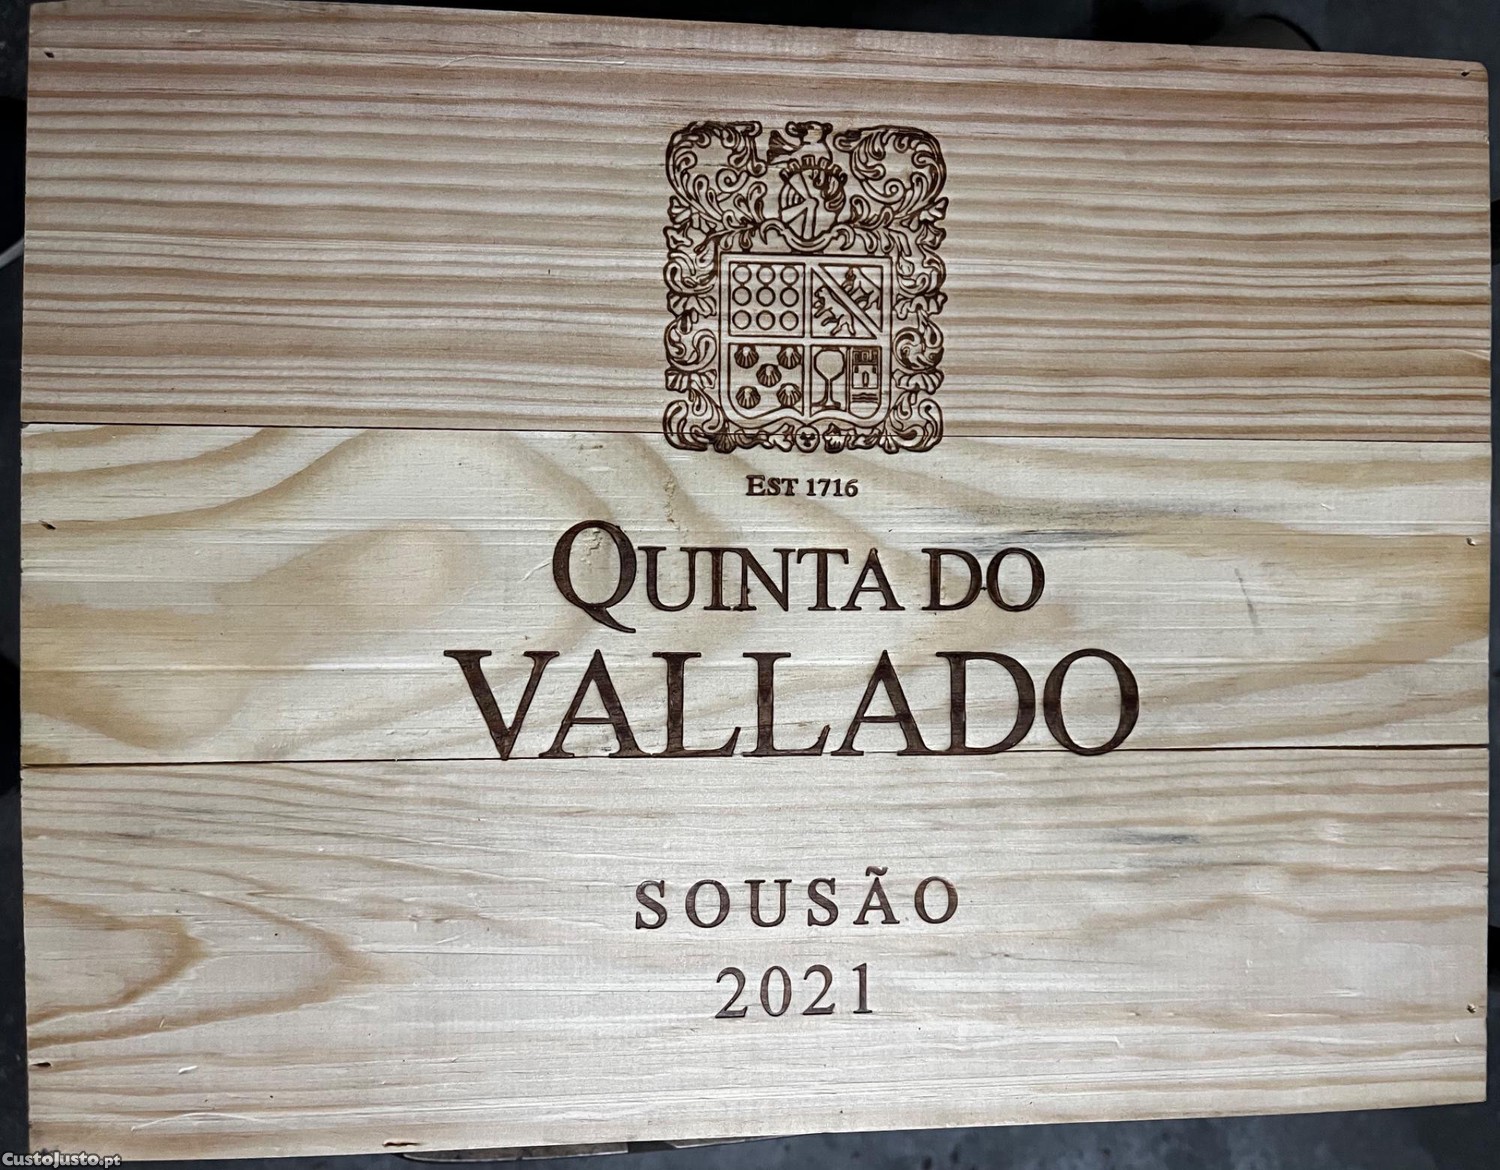 EST 1716
QUINTA DO
VALLADO
SOUSÃO
2021
CustoJusto.pt